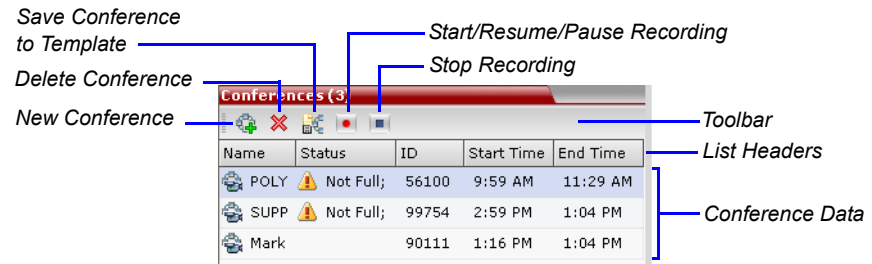 Save Conference
to Template
Start/Resume/Pause Recording
Delete Conference
Stop Recording
New Conference
Conferences (3)
Toolbar
List Headers
Name Status ID Start Time End Time
POLY Not Full; 56100 9:59 AM 11:29 AM
SUPP Not Full; 99754 2:59 PM 1:04 PM
Mark 90111 1:16 PM 1:04 PM
Conference Data